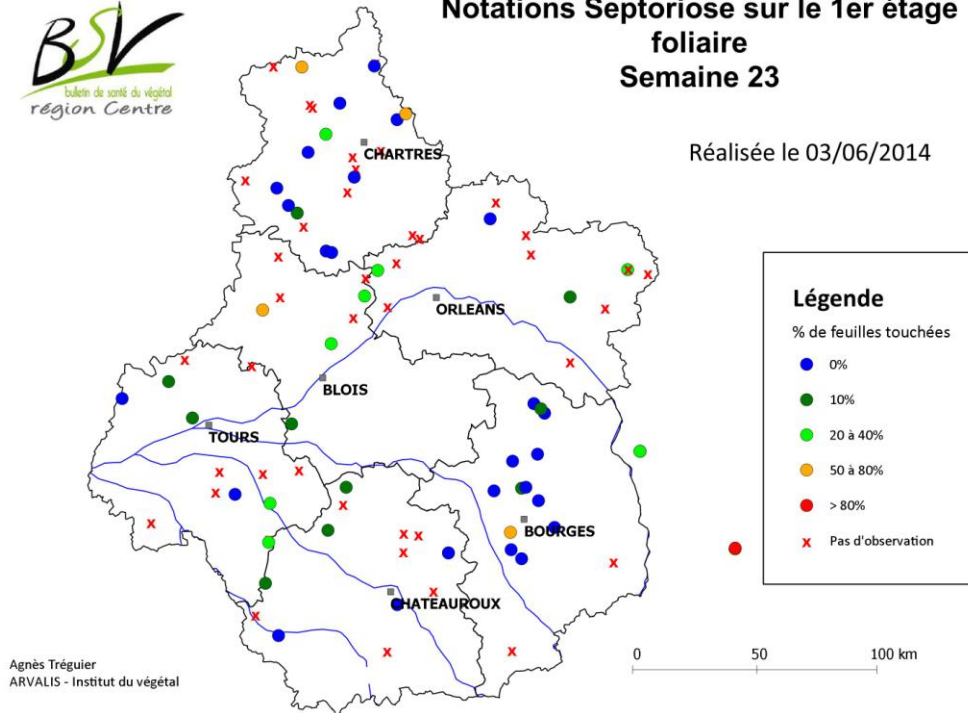 Notations Septoriose sur le 1er étage
foliaire
Semaine 23
BSV
bulletin de santé du végétal
région Centre
Réalisée le 03/06/2014
CHARTRES
ORLEANS
BLOIS
TOURS
BOURGES
CHATEAUROUX
Légende
% de feuilles touchées
0%
10%
20 à 40%
50 à 80%
> 80%
x Pas d'observation
0 50 100 km
Agnès Tréguier
ARVALIS - Institut du végétal